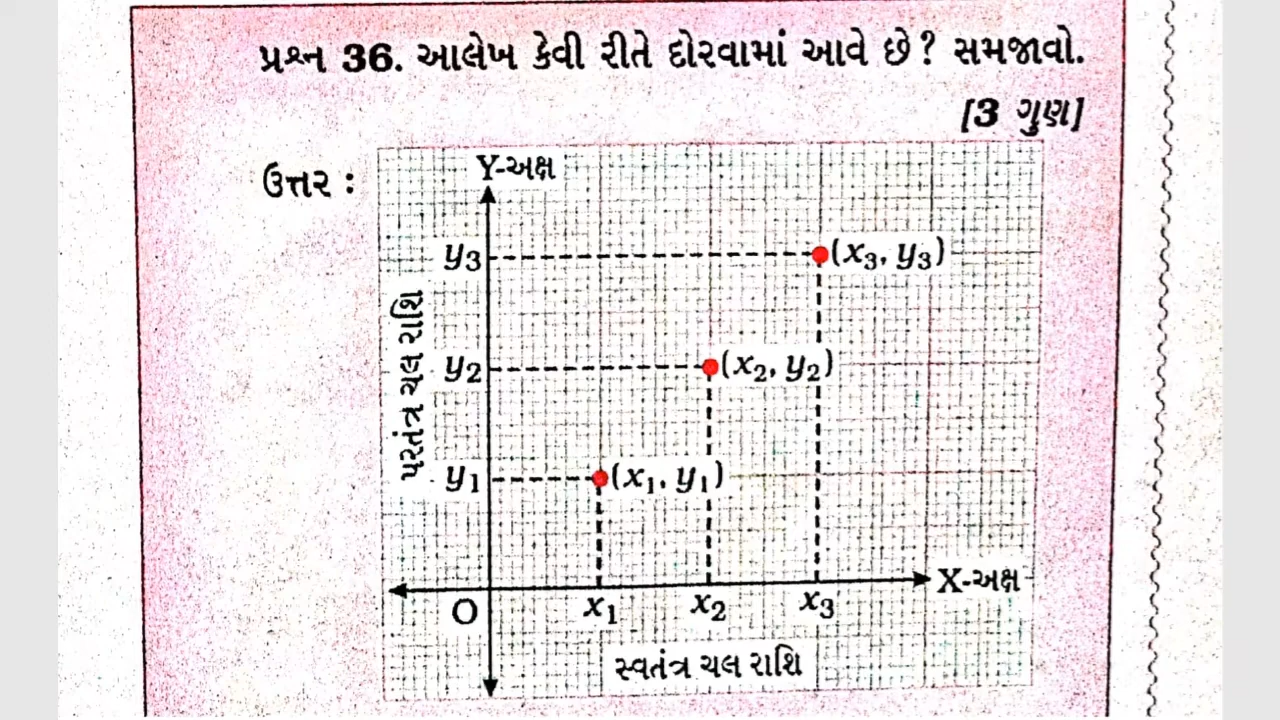 પ્રશ્ન 36. આલેખ કેવી રીતે દોરવામાં આવે છે? સમજાવો.
[3 ગુણ]
ઉત્તર :
Y-અક્ષ
y3 (x3, y3)
પરતંત્ર ચલ રાશિ
y2 (x2, y2)
y1 (x1, y1)
X-અક્ષ
O x1 x2 x3
સ્વતંત્ર ચલ રાશિ